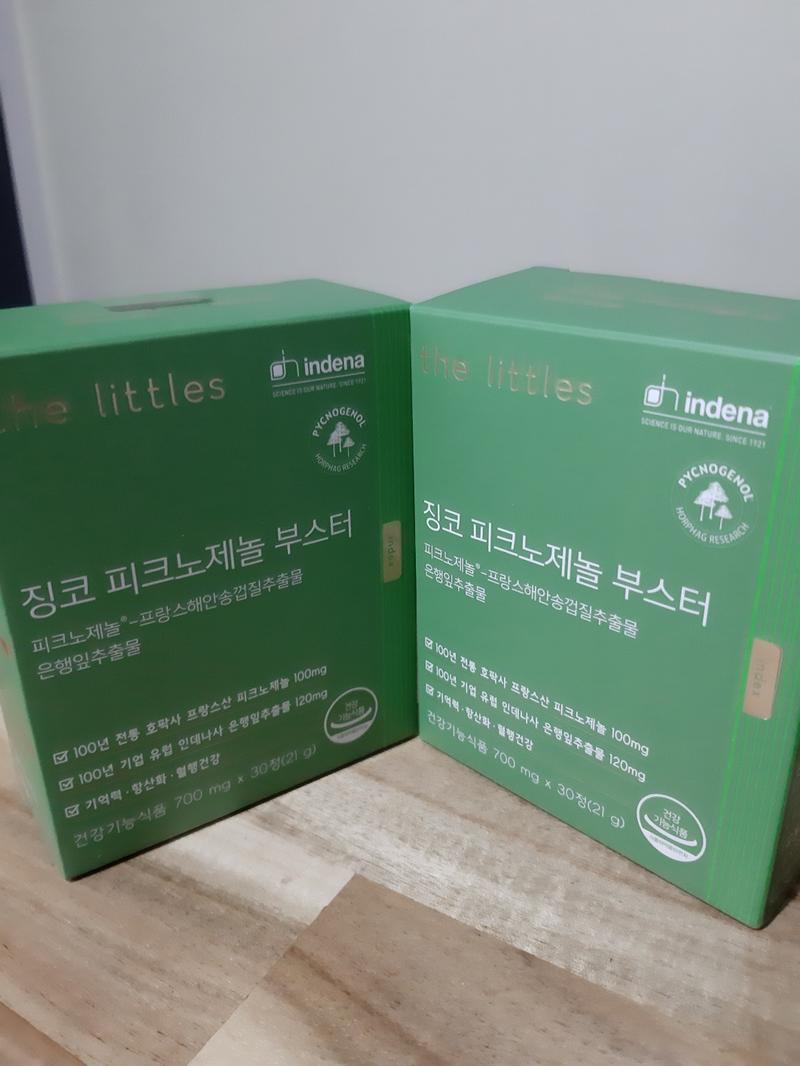 the littles
indena
SCIENCE IS OUR NATURE. SINCE 1921
PYCNOGENOL
HORPHAG RESEARCH
징코 피크노제놀 부스터
피크노제놀®-프랑스해안송껍질추출물
은행잎추출물
index
100년 전통 호팍사 프랑스산 피크노제놀 100mg
100년 기업 유럽 인데나사 은행잎추출물 120mg
기억력·항산화·혈행건강
건강기능식품 700 mg x 30정(21 g)
건강
기능식품
the littles
indena
SCIENCE IS OUR NATURE. SINCE 1921
PYCNOGENOL
HORPHAG RESEARCH
징코 피크노제놀 부스터
피크노제놀®-프랑스해안송껍질추출물
은행잎추출물
index
100년 전통 호팍사 프랑스산 피크노제놀 100mg
100년 기업 유럽 인데나사 은행잎추출물 120mg
기억력·항산화·혈행건강
건강기능식품 700 mg x 30정(21 g)
건강
기능식품